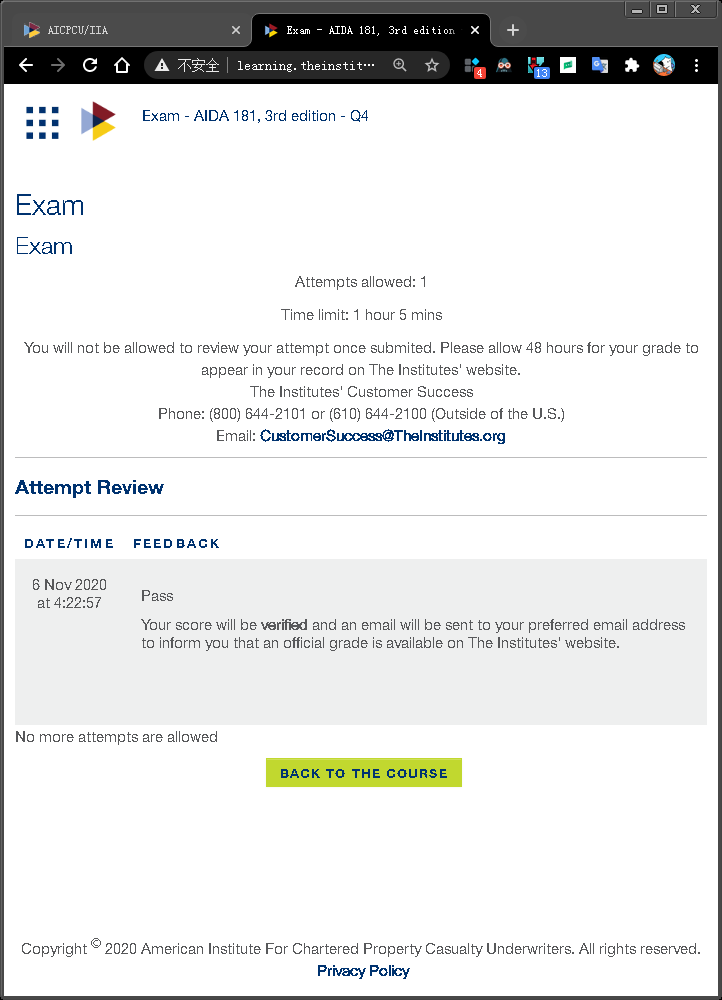 AICPCU/IIA
Exam - AIDA 181, 3rd edition
不安全
learning.theinstit…
4
13
Exam - AIDA 181, 3rd edition - Q4
Exam
Exam
Attempts allowed: 1
Time limit: 1 hour 5 mins
You will not be allowed to review your attempt once submited. Please allow 48 hours for your grade to
appear in your record on The Institutes' website.
The Institutes' Customer Success
Phone: (800) 644-2101 or (610) 644-2100 (Outside of the U.S.)
Email: CustomerSuccess@TheInstitutes.org
Attempt Review
DATE/TIME FEEDBACK
6 Nov 2020
at 4:22:57
Pass
Your score will be verified and an email will be sent to your preferred email address
to inform you that an official grade is available on The Institutes' website.
No more attempts are allowed
BACK TO THE COURSE
Copyright © 2020 American Institute For Chartered Property Casualty Underwriters. All rights reserved.
Privacy Policy